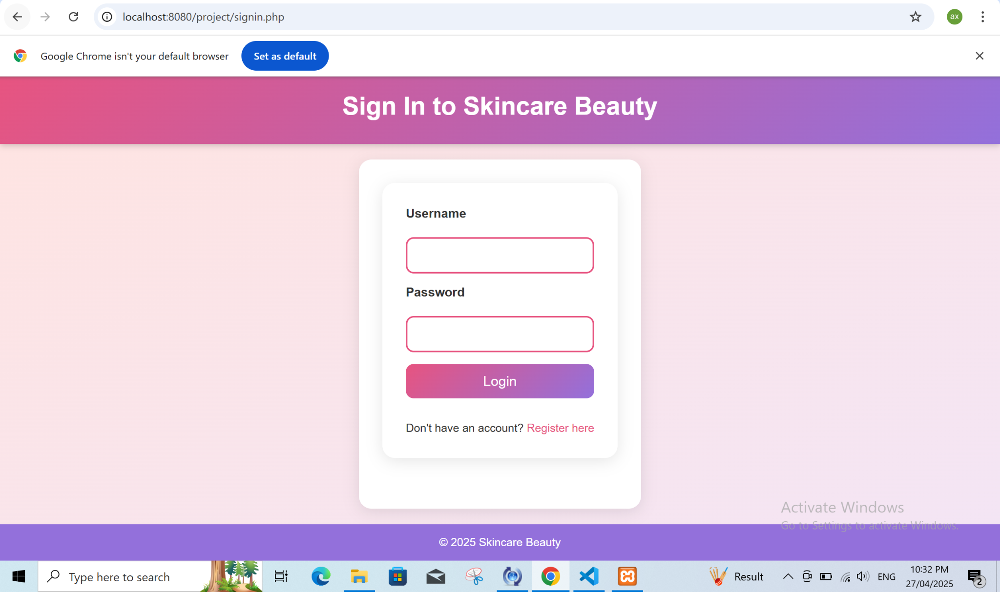 localhost:8080/project/signin.php
ax
Google Chrome isn't your default browser
Set as default
Sign In to Skincare Beauty
Username
Password
Login
Don't have an account? Register here
Activate Windows
Go to Settings to activate Windows.
© 2025 Skincare Beauty
Type here to search
Result
ENG
10:32 PM
27/04/2025
2